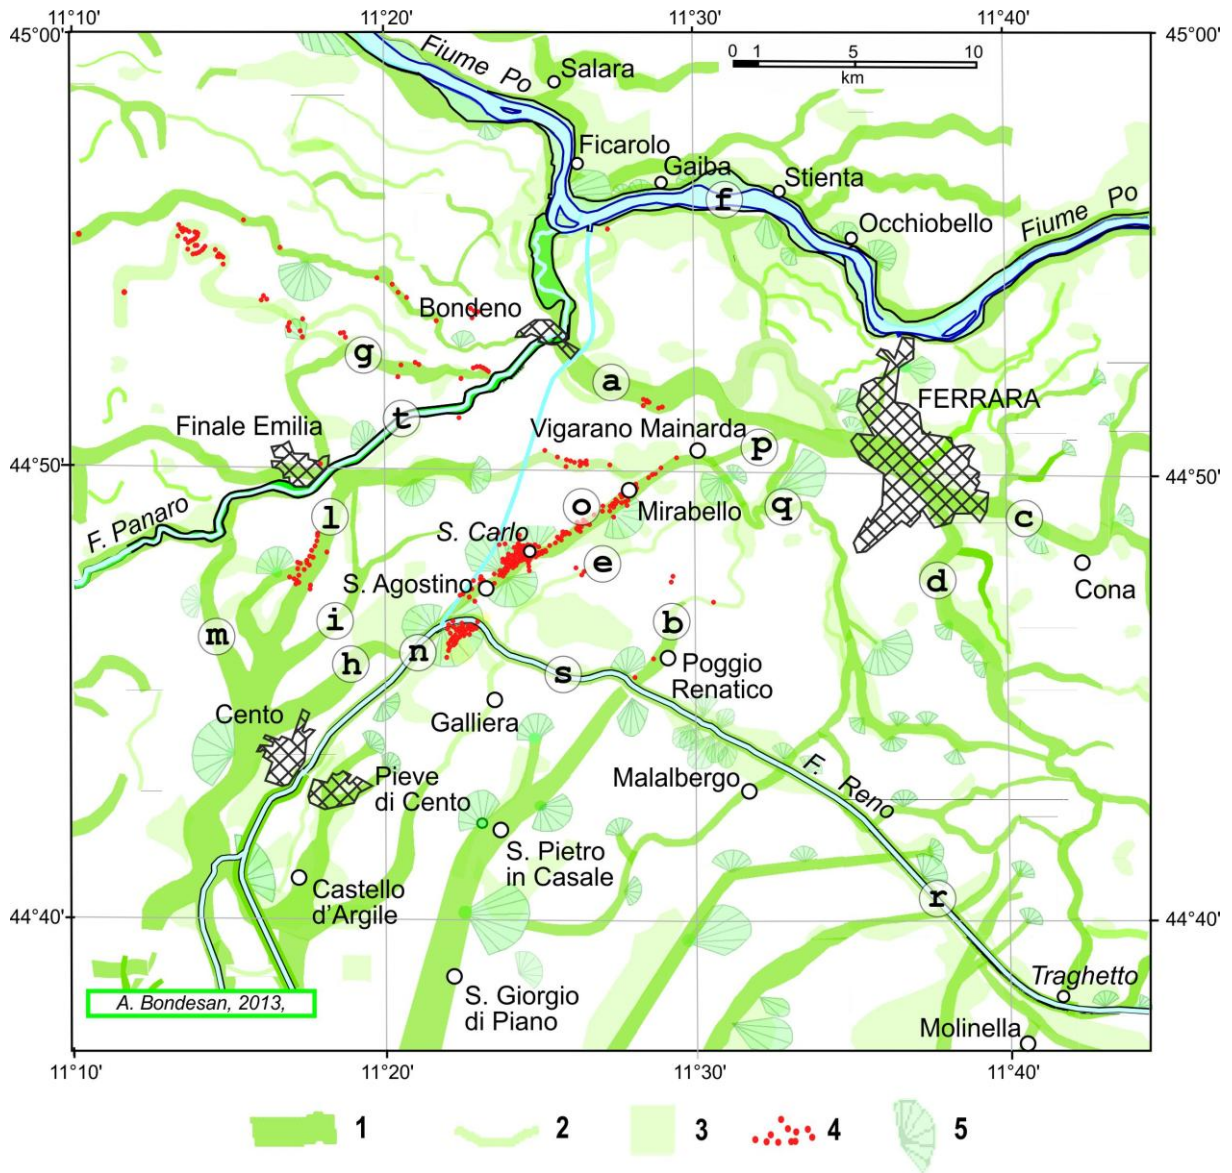 11°10' 11°20' 11°30' 11°40'
45°00' 45°00'
Fiume Po
Salara
0 1 5 10
km
Ficarolo
Gaiba
Stienta
f
Occhiobello
Fiume Po
Bondeno
g
a
t
FERRARA
Finale Emilia
Vigarano Mainarda
p
44°50' 44°50'
F. Panaro
l
o
Mirabello
q
c
S. Carlo
e
S. Agostino
d
Cona
m
i
b
h
n
s
Poggio
Renatico
Cento
Galliera
F. Reno
Malalbergo
Pieve
di Cento
S. Pietro
in Casale
Castello
d'Argile
r
44°40' 44°40'
Traghetto
A. Bondesan, 2013,
S. Giorgio
di Piano
Molinella
11°10' 11°20' 11°30' 11°40'
1 2 3 4 5